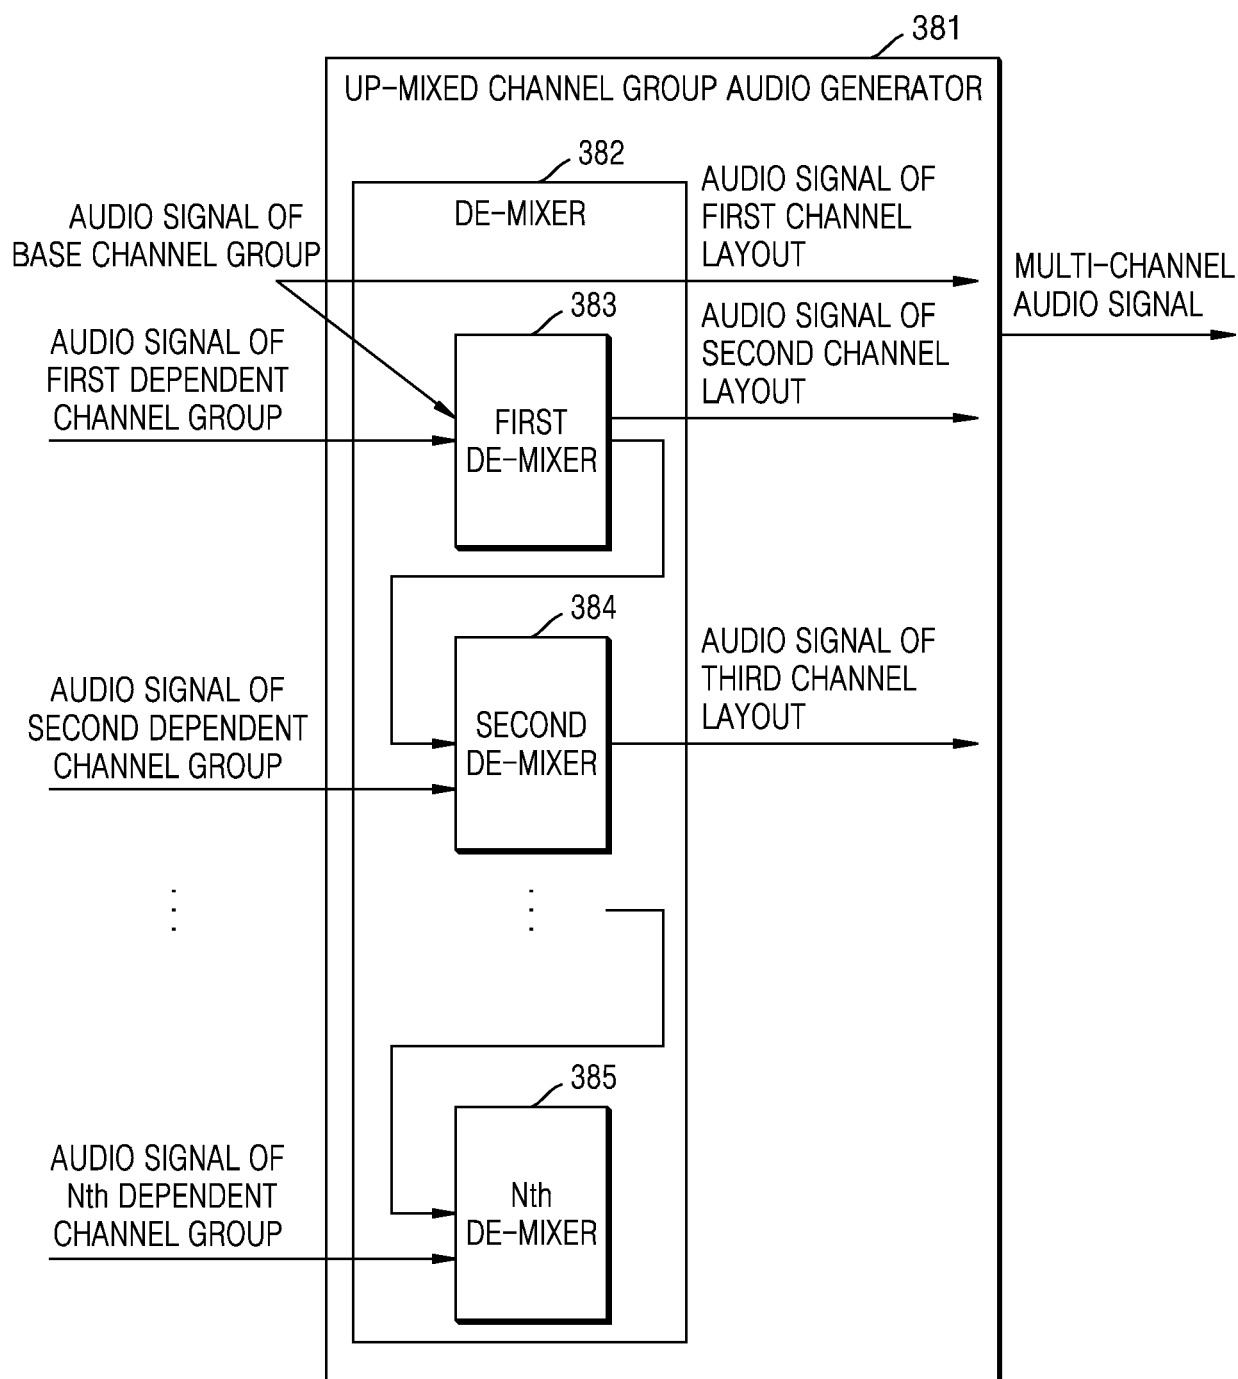 381
UP-MIXED CHANNEL GROUP AUDIO GENERATOR
382
DE-MIXER
AUDIO SIGNAL OF
BASE CHANNEL GROUP
AUDIO SIGNAL OF
FIRST CHANNEL
LAYOUT
MULTI-CHANNEL
AUDIO SIGNAL
383
AUDIO SIGNAL OF
FIRST DEPENDENT
CHANNEL GROUP
FIRST
DE-MIXER
AUDIO SIGNAL OF
SECOND CHANNEL
LAYOUT
384
AUDIO SIGNAL OF
SECOND DEPENDENT
CHANNEL GROUP
SECOND
DE-MIXER
AUDIO SIGNAL OF
THIRD CHANNEL
LAYOUT
385
AUDIO SIGNAL OF
Nth DEPENDENT
CHANNEL GROUP
Nth
DE-MIXER